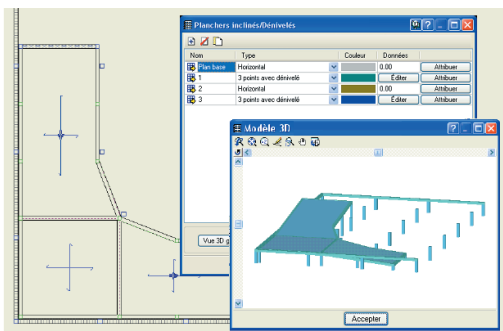 Planchers inclinés/Dénivelés
Nom Type Couleur Données
Plan base Horizontal 0.00 Attribuer
1 3 points avec dénivelé Éditer Attribuer
2 Horizontal 0.00 Attribuer
3 3 points avec dénivelé Éditer Attribuer
Modèle 3D
Vue 3D g
Accepter